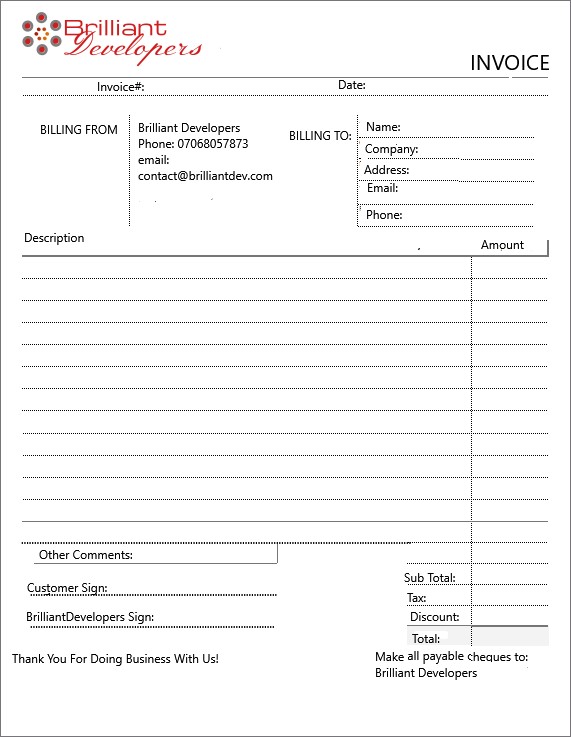 Brilliant
Developers
INVOICE
Invoice#:
Date:
BILLING FROM
Brilliant Developers
Phone: 07068057873
email:
contact@brilliantdev.com
BILLING TO:
Name:
Company:
Address:
Email:
Phone:
Description
Amount
Other Comments:
Customer Sign:
BrilliantDevelopers Sign:
Sub Total:
Tax:
Discount:
Total:
Thank You For Doing Business With Us!
Make all payable cheques to:
Brilliant Developers